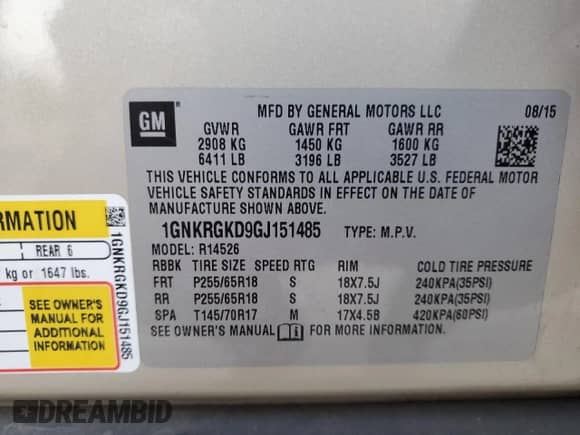 GM
MFD BY GENERAL MOTORS LLC 08/15
GVWR GAWR FRT GAWR RR
2908 KG 1450 KG 1600 KG
6411 LB 3196 LB 3527 LB
THIS VEHICLE CONFORMS TO ALL APPLICABLE U.S. FEDERAL MOTOR
VEHICLE SAFETY STANDARDS IN EFFECT ON THE DATE OF
MANUFACTURE SHOWN ABOVE.
1GNKRGKD9GJ151485 TYPE: M.P.V.
MODEL: R14526
RBBK TIRE SIZE SPEED RTG RIM COLD TIRE PRESSURE
FRT P255/65R18 S 18X7.5J 240KPA(35PSI)
RR P255/65R18 S 18X7.5J 240KPA(35PSI)
SPA T145/70R17 M 17X4.5B 420KPA(60PSI)
SEE OWNER'S MANUAL FOR MORE INFORMATION
ORMATION
REAR 6
kg or 1647 lbs.
SEE OWNER'S
MANUAL FOR
ADDITIONAL
INFORMATION
1GNKRGKD9GJ151485
DREAMBID